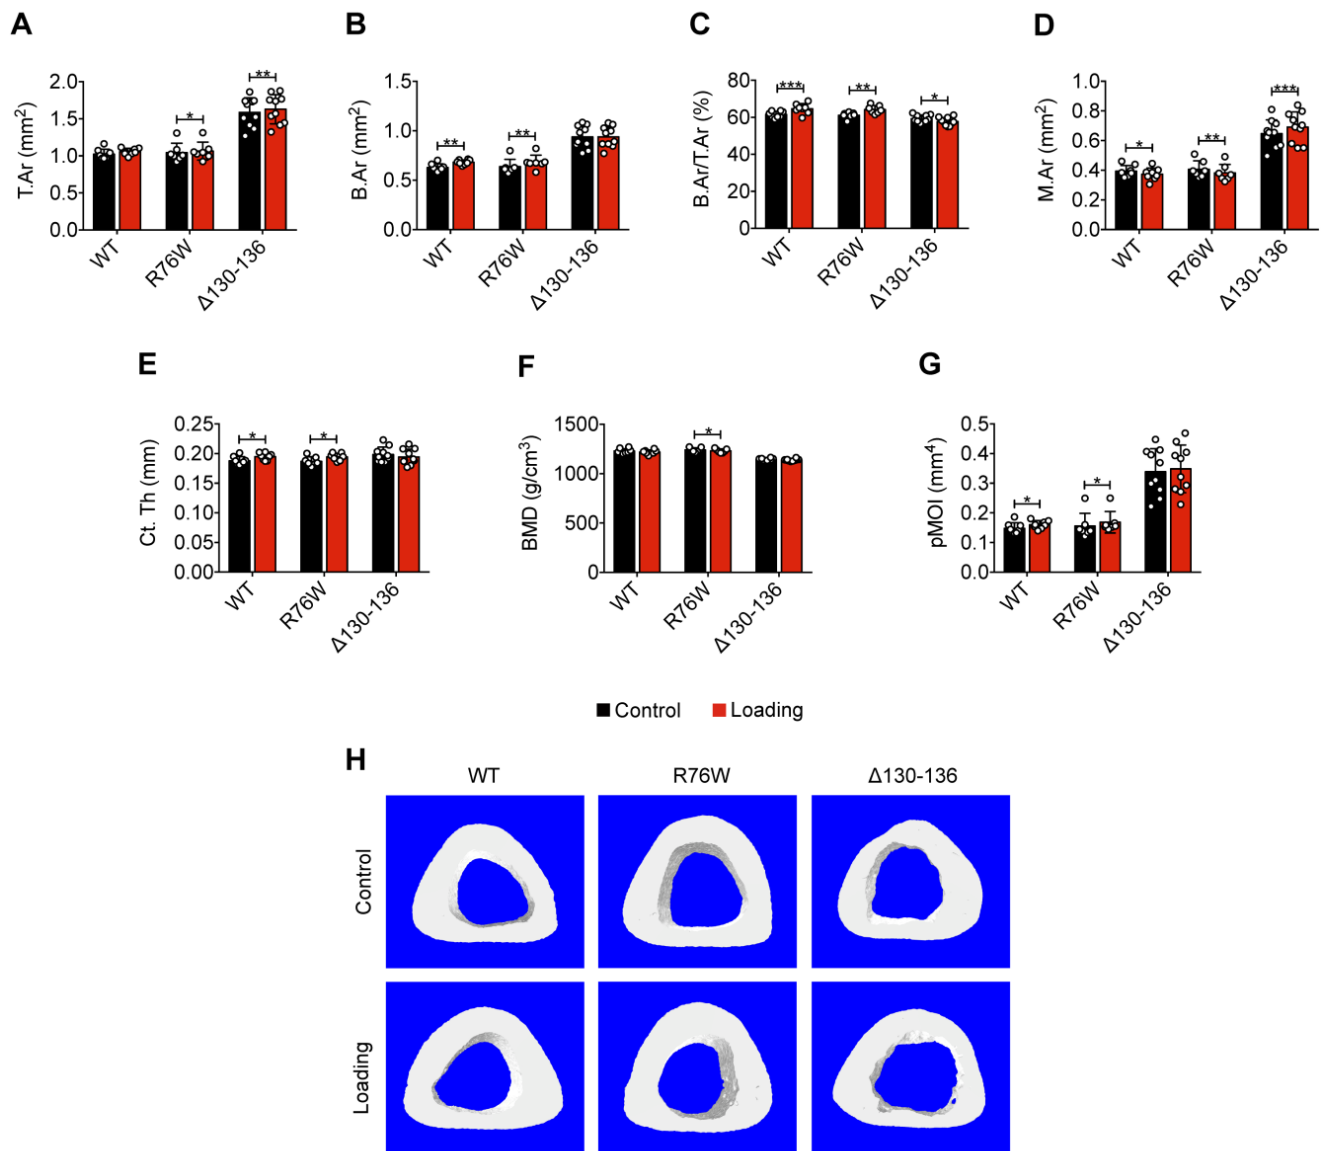 A
B
C
D
T.Ar (mm²)
2.0
1.5
1.0
0.5
0.0
*
**
WT
R76W
Δ130-136
B.Ar (mm²)
1.5
1.0
0.5
0.0
**
**
WT
R76W
Δ130-136
B.Ar/T.Ar (%)
80
60
40
20
0
***
**
*
WT
R76W
Δ130-136
M.Ar (mm²)
1.0
0.8
0.6
0.4
0.2
0.0
*
**
***
WT
R76W
Δ130-136
E
F
G
Ct. Th (mm)
0.25
0.20
0.15
0.10
0.05
0.00
*
*
WT
R76W
Δ130-136
BMD (g/cm³)
1500
1000
500
0
*
WT
R76W
Δ130-136
pMOI (mm⁴)
0.5
0.4
0.3
0.2
0.1
0.0
*
*
WT
R76W
Δ130-136
Control Loading
H
WT R76W Δ130-136
Control
Loading